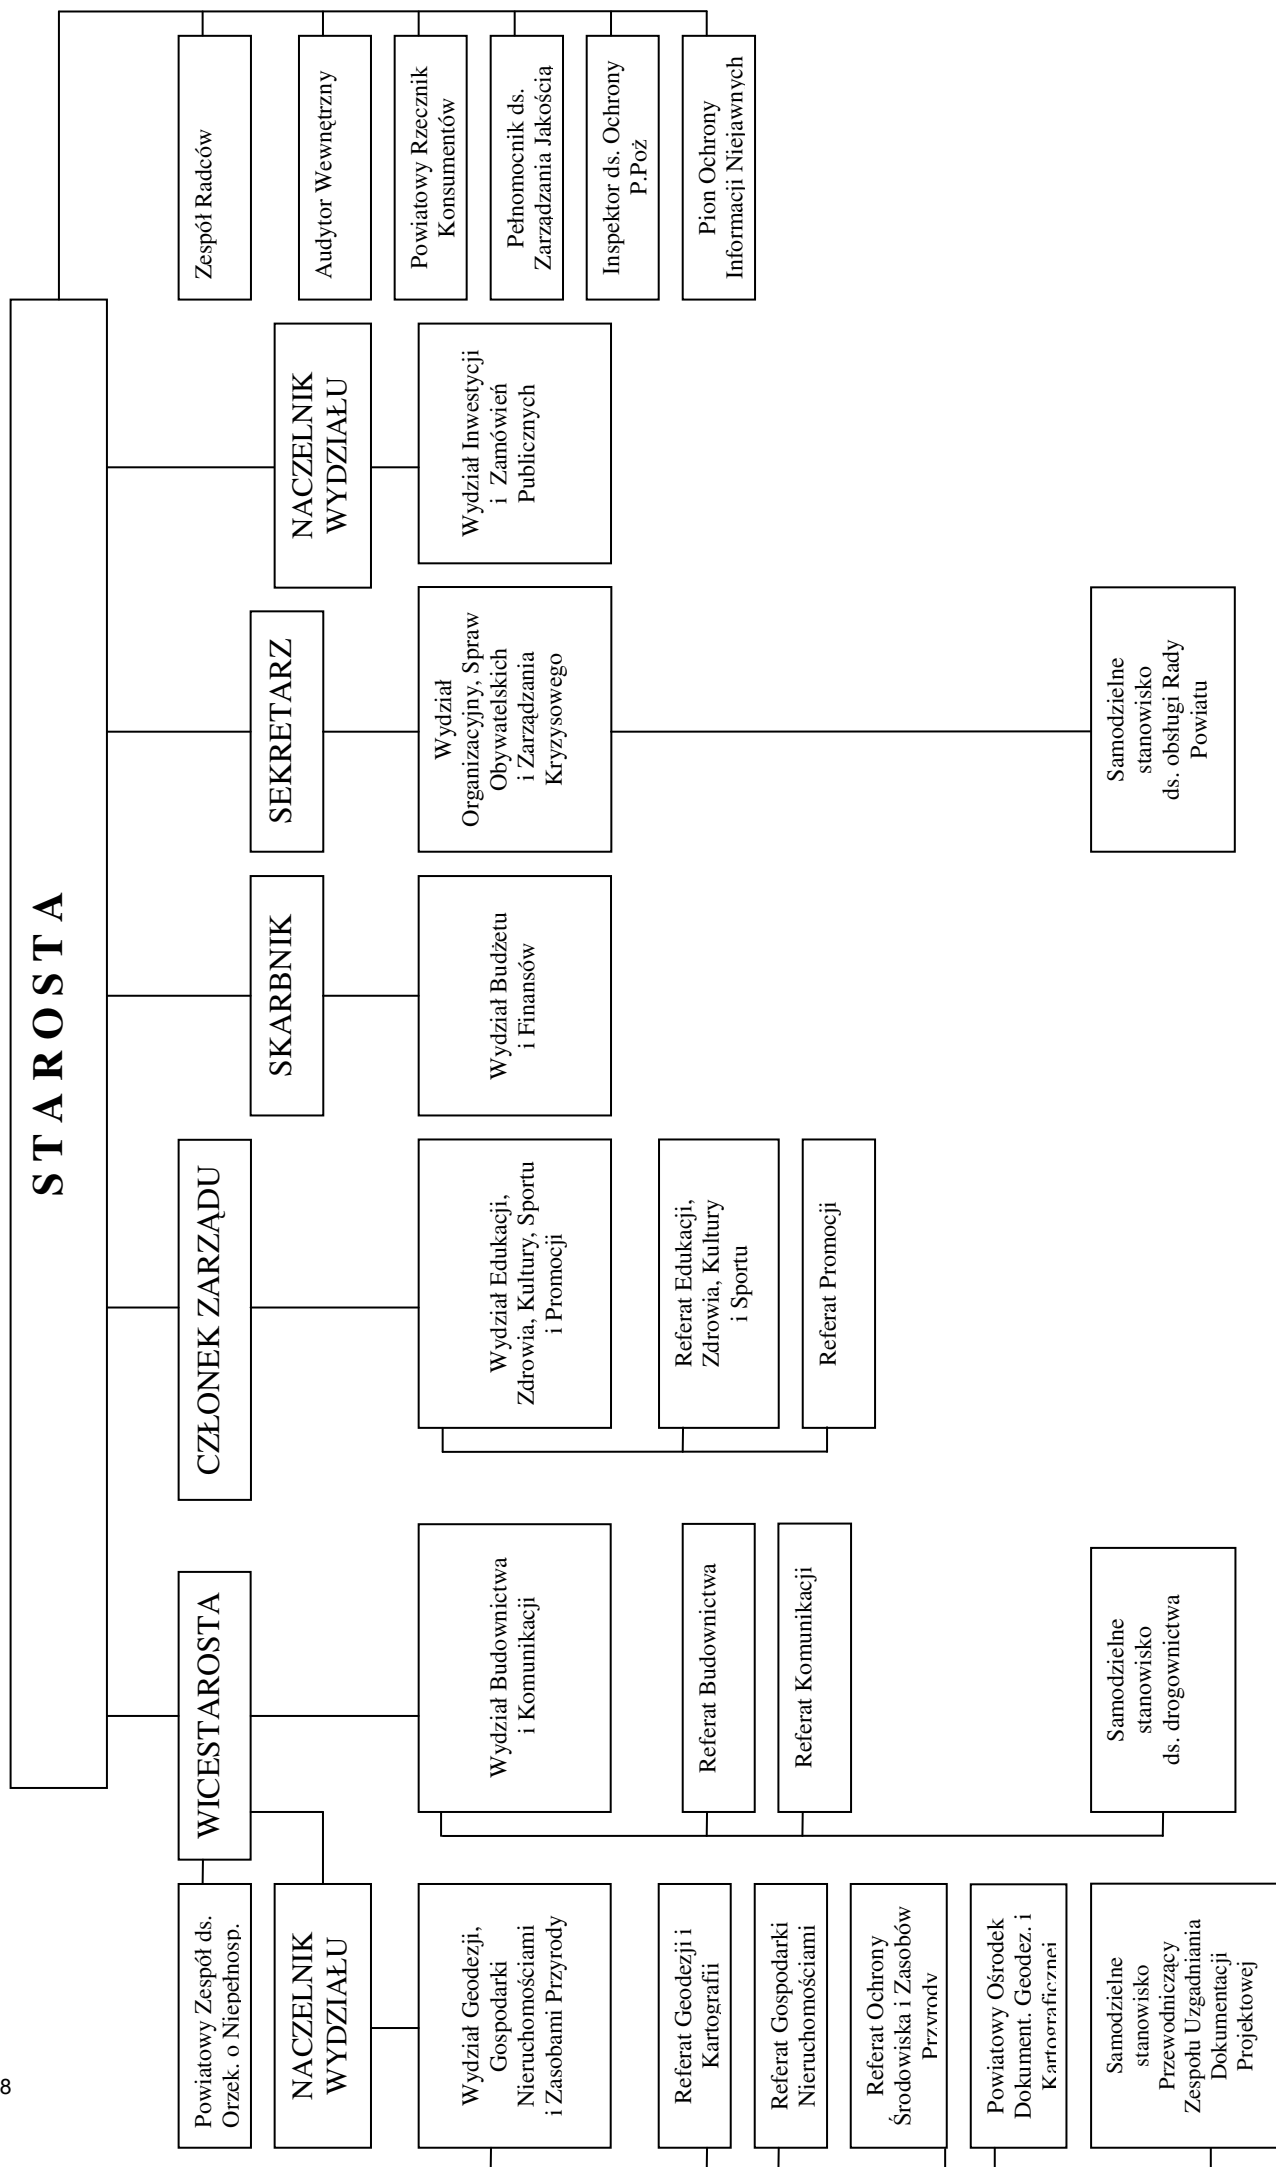 8
S T A R O S T A
Powiatowy Zespół ds.
Orzek. o Niepełnosp.
WICESTAROSTA
CZŁONEK ZARZĄDU
SKARBNIK
SEKRETARZ
NACZELNIK
WYDZIAŁU
NACZELNIK
WYDZIAŁU
Zespół Radców
Audytor Wewnętrzny
Powiatowy Rzecznik
Konsumentów
Pełnomocnik ds.
Zarządzania Jakością
Inspektor ds. Ochrony
P.Poż
Pion Ochrony
Informacji Niejawnych
Wydział Geodezji,
Gospodarki
Nieruchomościami
i Zasobami Przyrody
Wydział Budownictwa
i Komunikacji
Wydział Edukacji,
Zdrowia, Kultury, Sportu
i Promocji
Wydział Budżetu
i Finansów
Wydział
Organizacyjny, Spraw
Obywatelskich
i Zarządzania
Kryzysowego
Wydział Inwestycji
i Zamówień
Publicznych
Referat Geodezji i
Kartografii
Referat Gospodarki
Nieruchomościami
Referat Ochrony
Środowiska i Zasobów
Przyrody
Powiatowy Ośrodek
Dokument. Geodez. i
Kartograficznej
Samodzielne
stanowisko
Przewodniczący
Zespołu Uzgadniania
Dokumentacji
Projektowej
Referat Budownictwa
Referat Komunikacji
Samodzielne
stanowisko
ds. drogownictwa
Referat Edukacji,
Zdrowia, Kultury
i Sportu
Referat Promocji
Samodzielne
stanowisko
ds. obsługi Rady
Powiatu